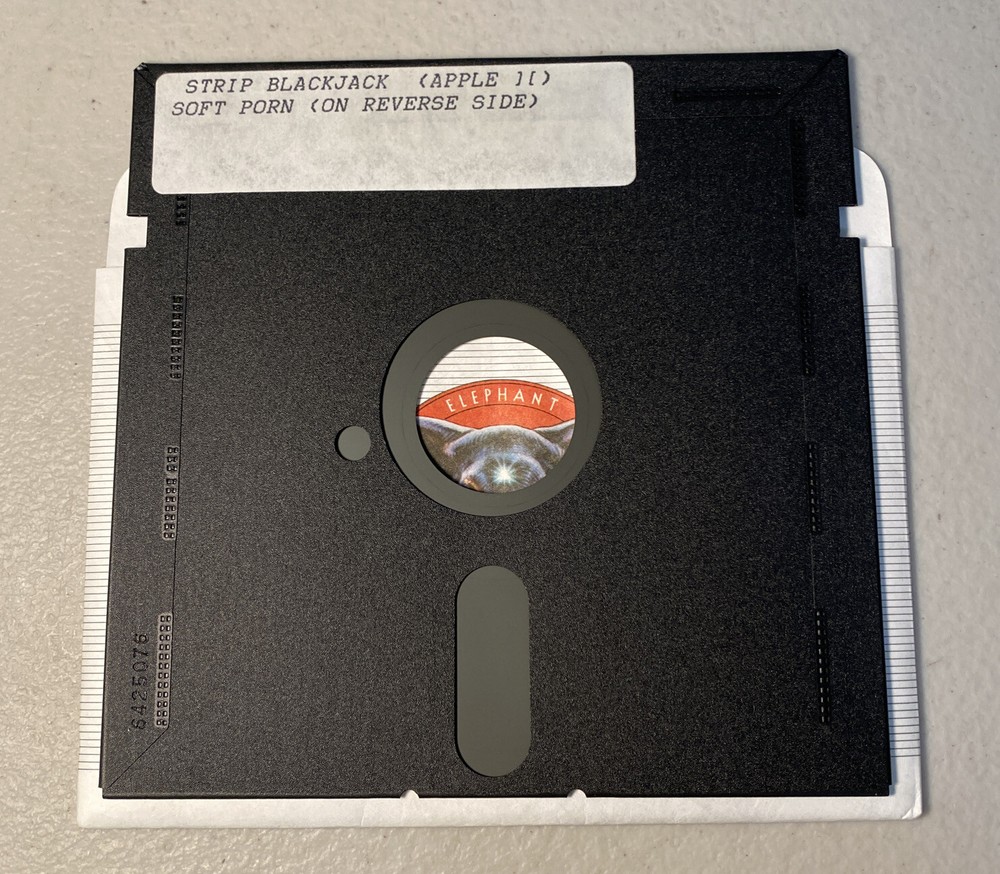 STRIP BLACKJACK (APPLE ][)
SOFT PORN (ON REVERSE SIDE)
ELEPHANT
6425076